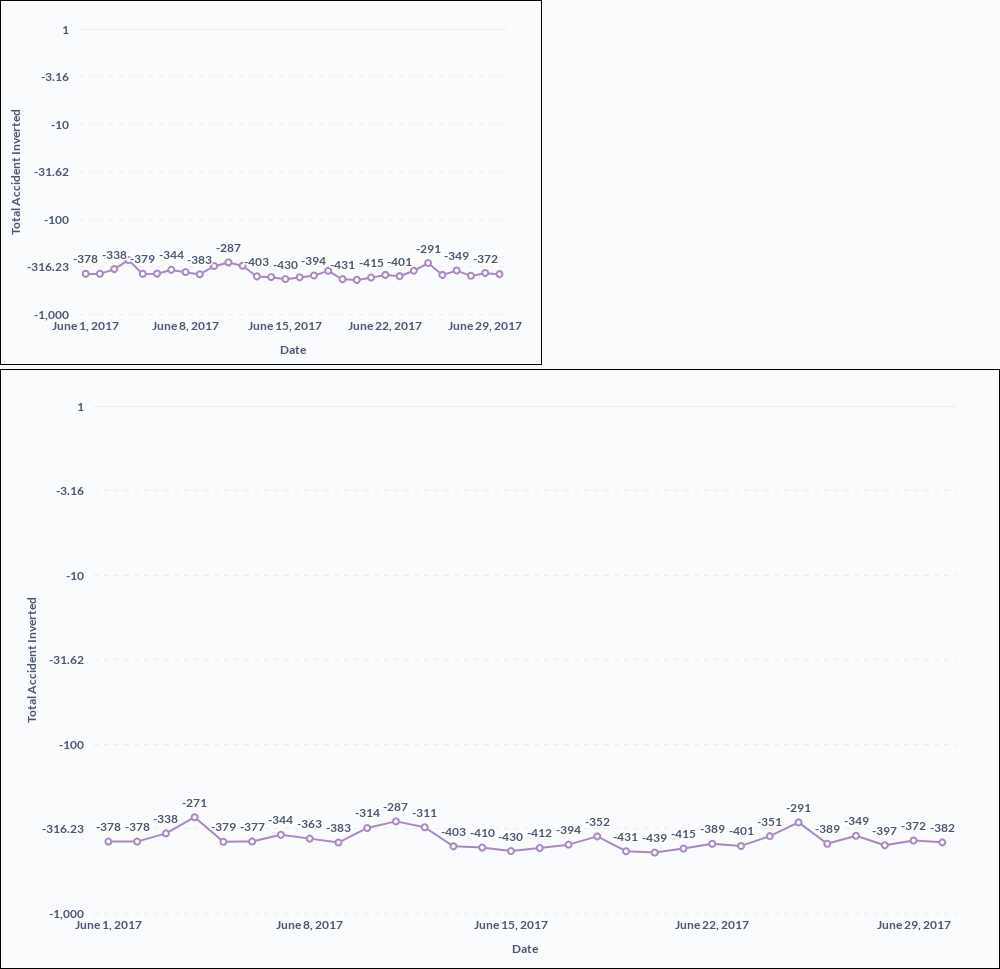 1
-3.16
-10
-31.62
-100
-316.23
-1,000
Total Accident Inverted
-378 -338 -379 -344 -383 -287 -403 -430 -394 -431 -415 -401 -291 -349 -372
June 1, 2017 June 8, 2017 June 15, 2017 June 22, 2017 June 29, 2017
Date
1
-3.16
-10
-31.62
-100
-316.23
-1,000
Total Accident Inverted
-378 -378 -338 -271 -379 -377 -344 -363 -383 -314 -287 -311 -403 -410 -430 -412 -394 -352 -431 -439 -415 -389 -401 -351 -291 -389 -349 -397 -372 -382
June 1, 2017 June 8, 2017 June 15, 2017 June 22, 2017 June 29, 2017
Date